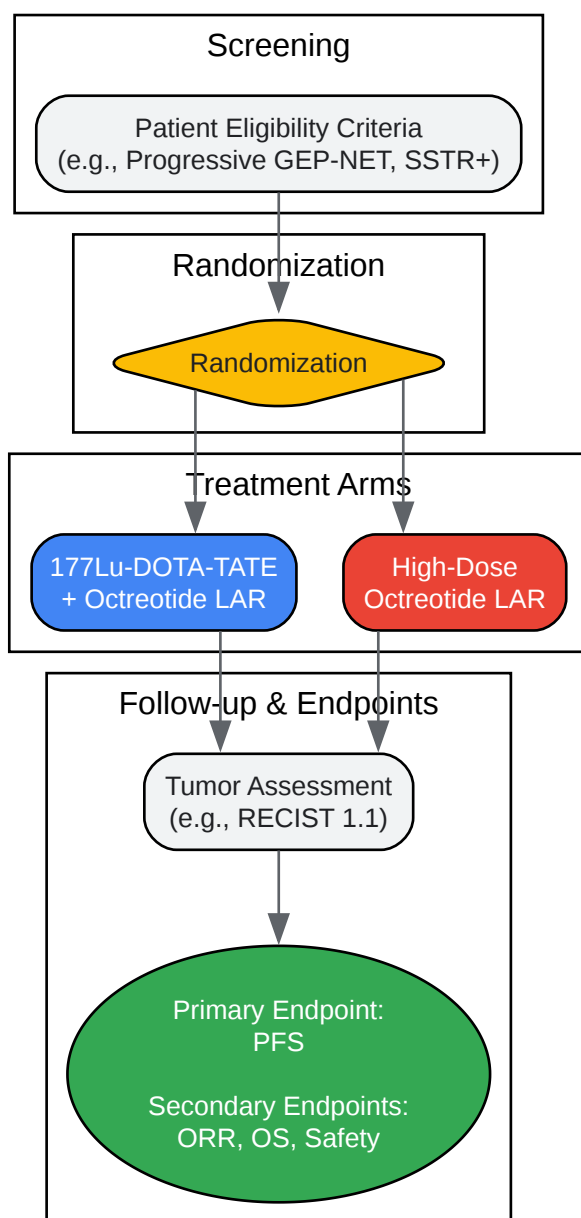 Screening
Patient Eligibility Criteria
(e.g., Progressive GEP-NET, SSTR+)
Randomization
Randomization
Treatment Arms
177Lu-DOTA-TATE
+ Octreotide LAR
High-Dose
Octreotide LAR
Follow-up & Endpoints
Tumor Assessment
(e.g., RECIST 1.1)
Primary Endpoint:
PFS
Secondary Endpoints:
ORR, OS, Safety